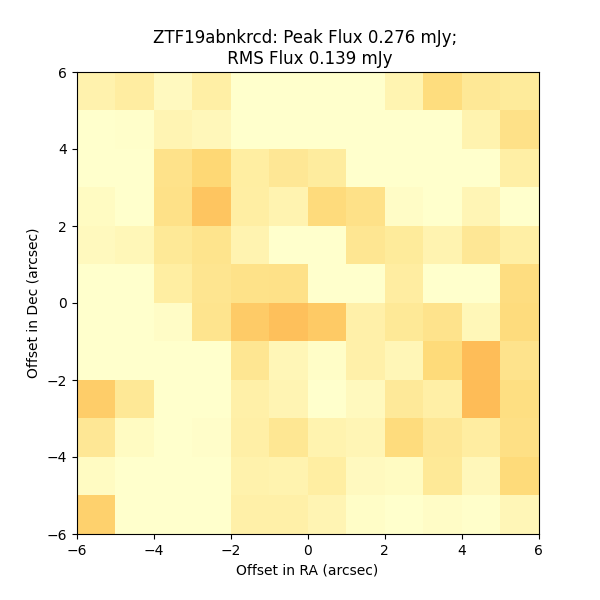 ZTF19abnkrcd: Peak Flux 0.276 mJy;
RMS Flux 0.139 mJy
6
4
2
0
−2
−4
−6
Offset in Dec (arcsec)
−6 −4 −2 0 2 4 6
Offset in RA (arcsec)